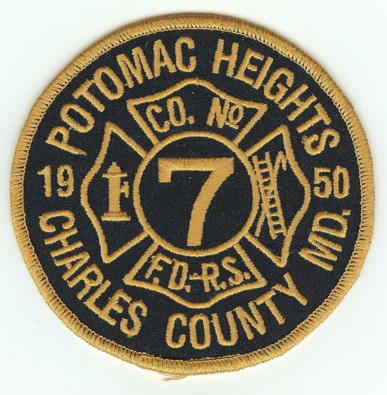 POTOMAC HEIGHTS
CO. No
19 7 50
F.D.-R.S.
CHARLES COUNTY MD.